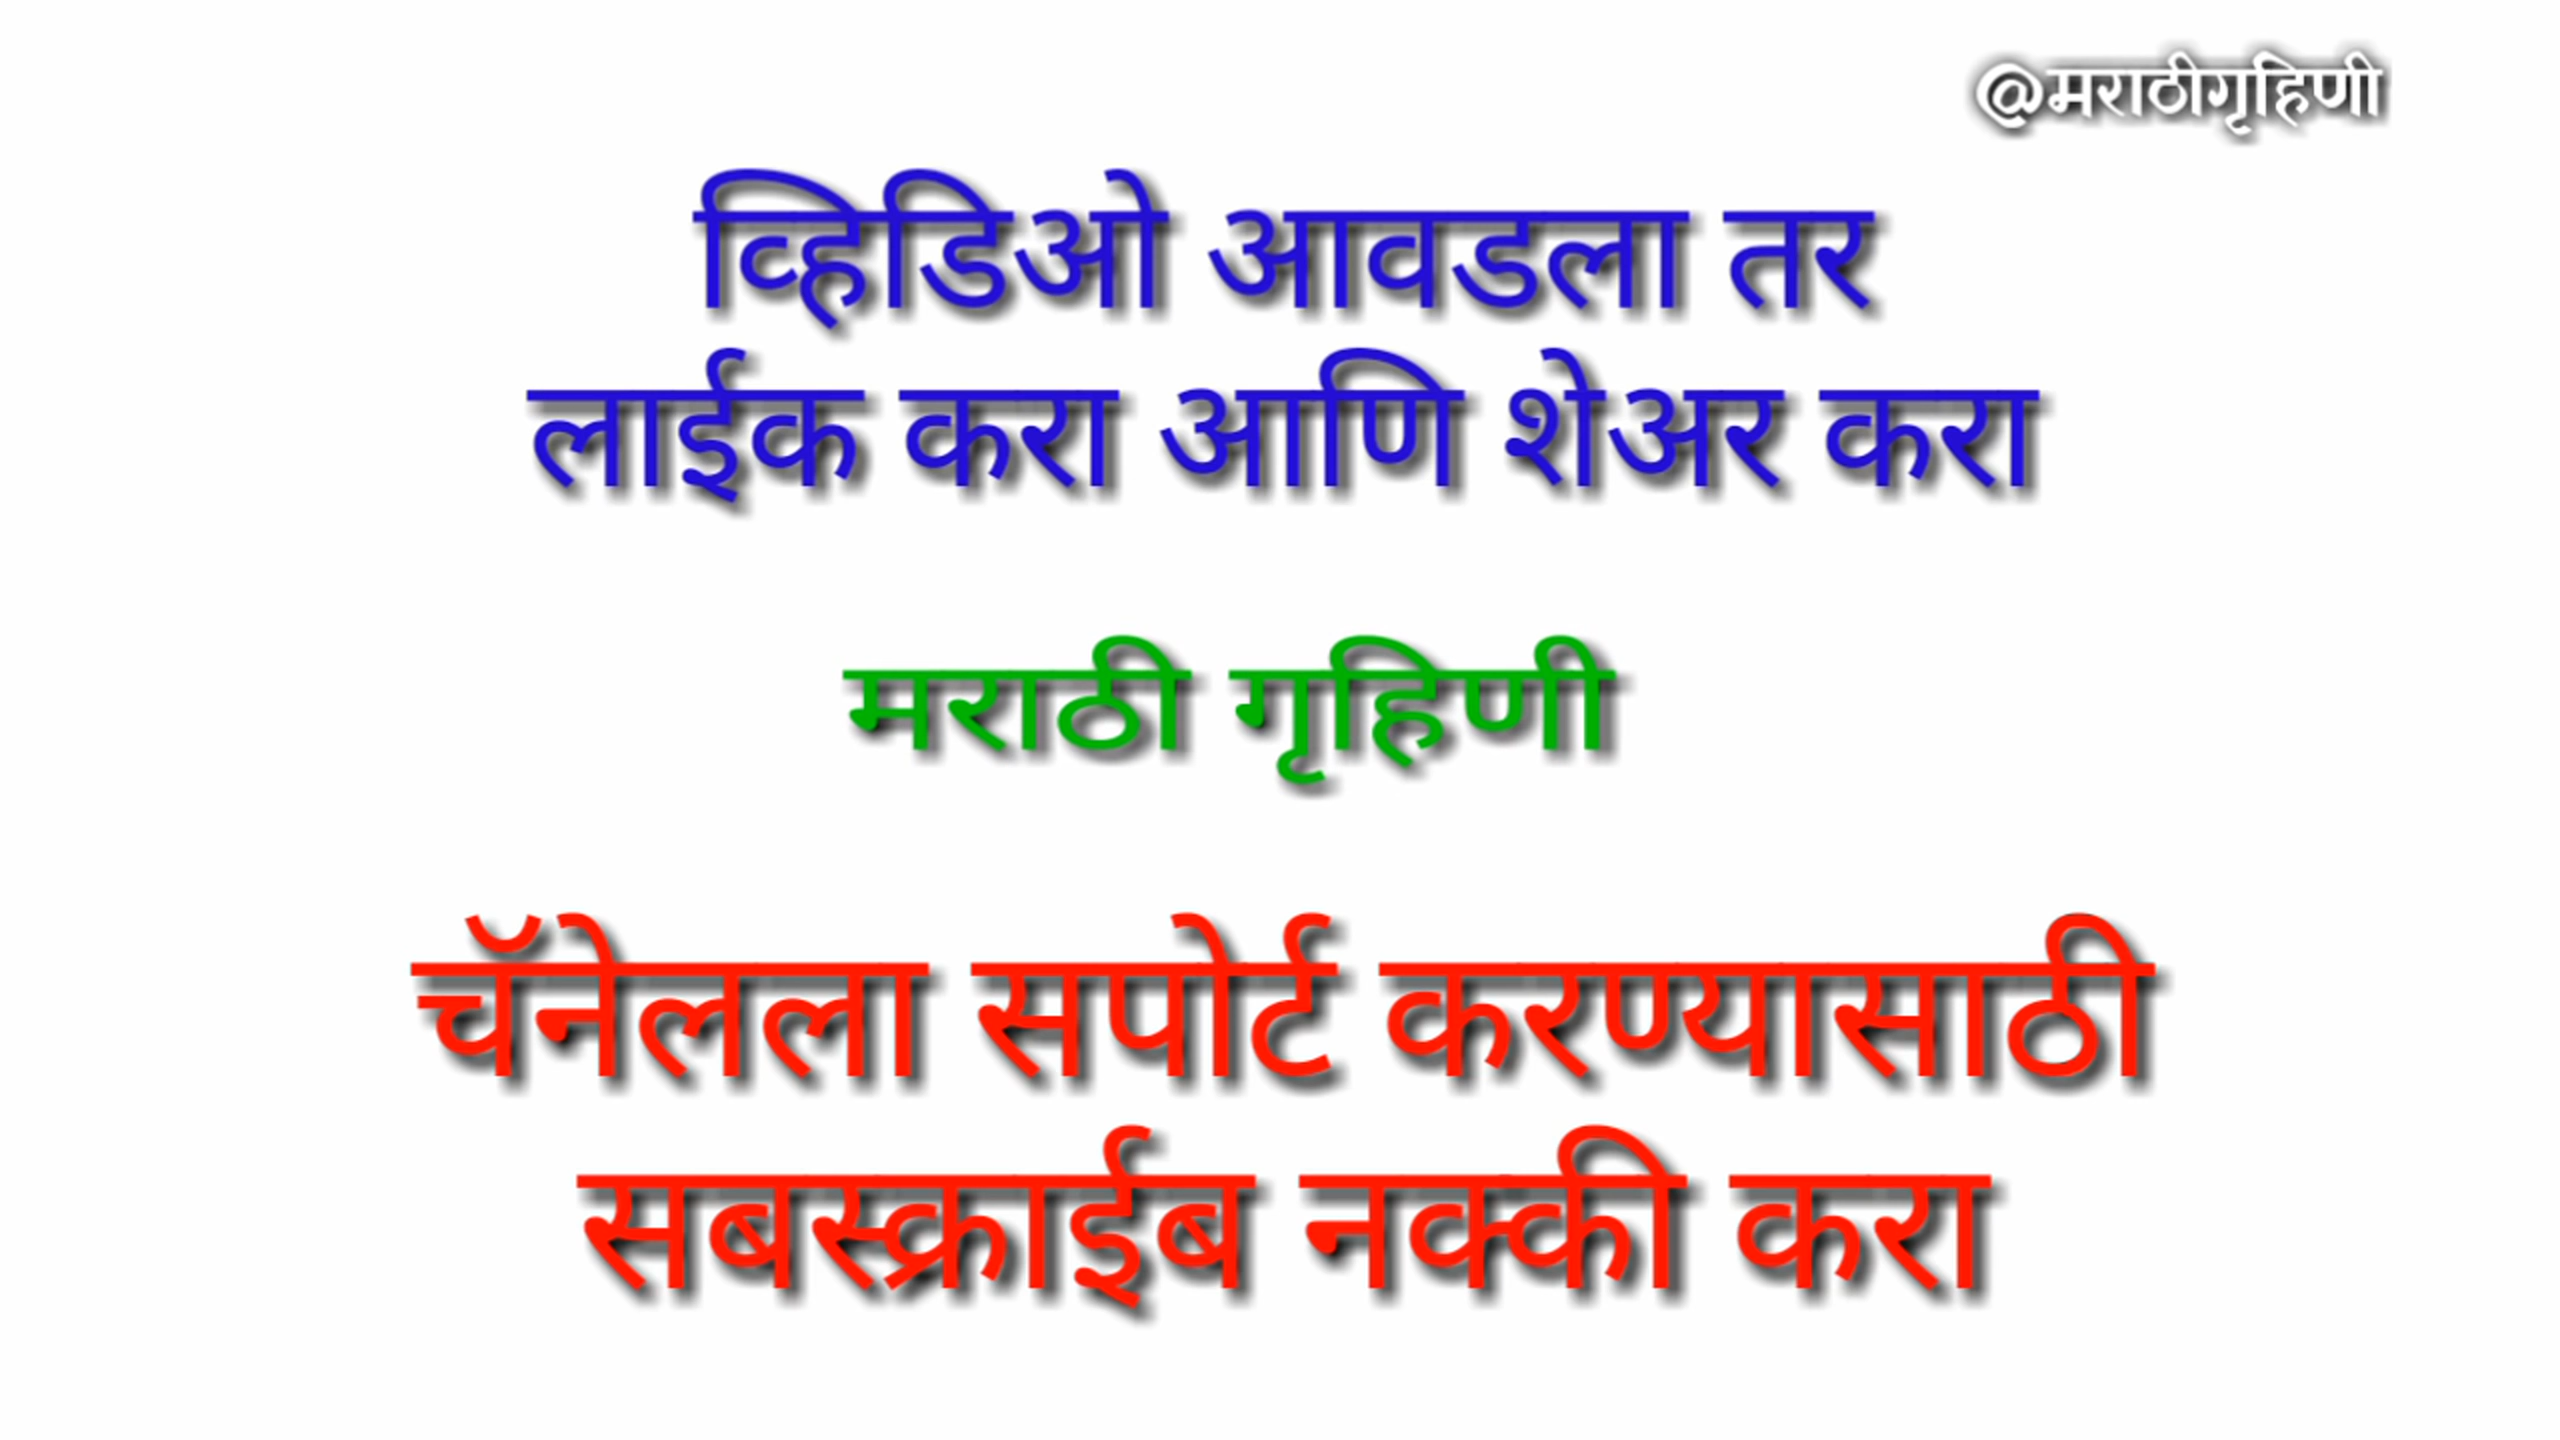 @मराठीगृहिणी
व्हिडिओ आवडला तर
लाईक करा आणि शेअर करा
मराठी गृहिणी
चॅनेलला सपोर्ट करण्यासाठी
सबस्क्राईब नक्की करा